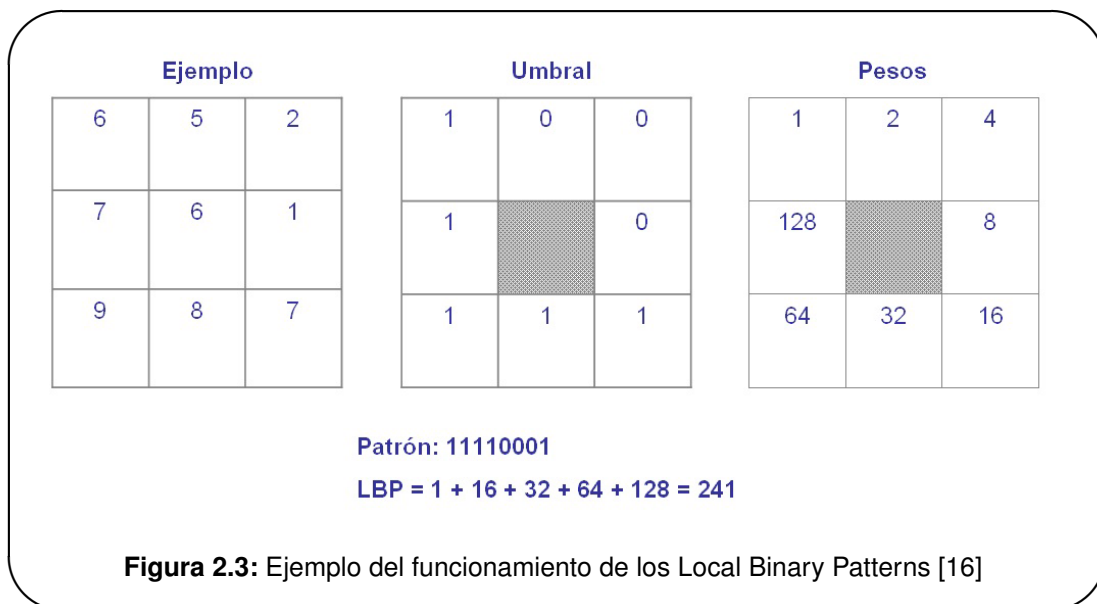 Ejemplo Umbral Pesos
6 5 2 1 0 0 1 2 4
7 6 1 1 0 128 8
9 8 7 1 1 1 64 32 16
Patrón: 11110001
LBP = 1 + 16 + 32 + 64 + 128 = 241
Figura 2.3: Ejemplo del funcionamiento de los Local Binary Patterns [16]